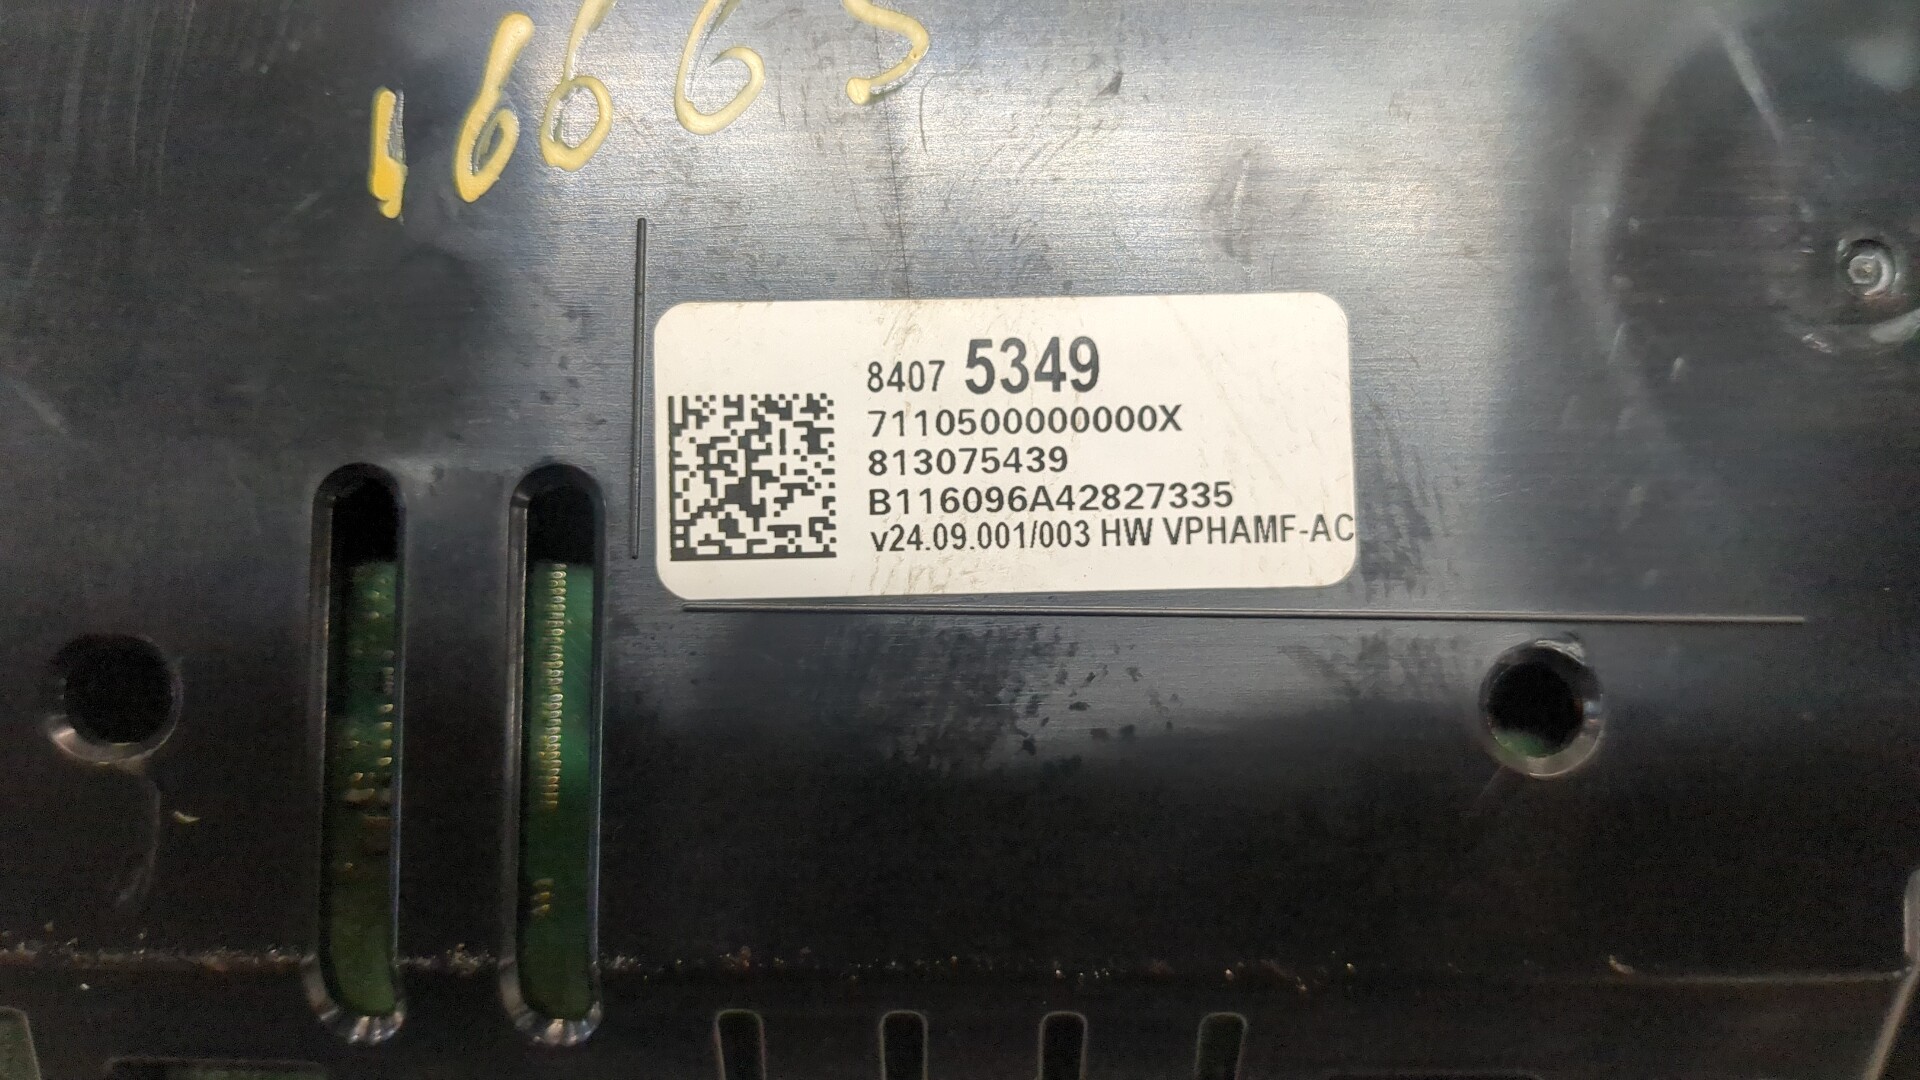 16665
8407 5349
7110500000000X
813075439
B116096A42827335
v24.09.001/003 HW VPHAMF-AC